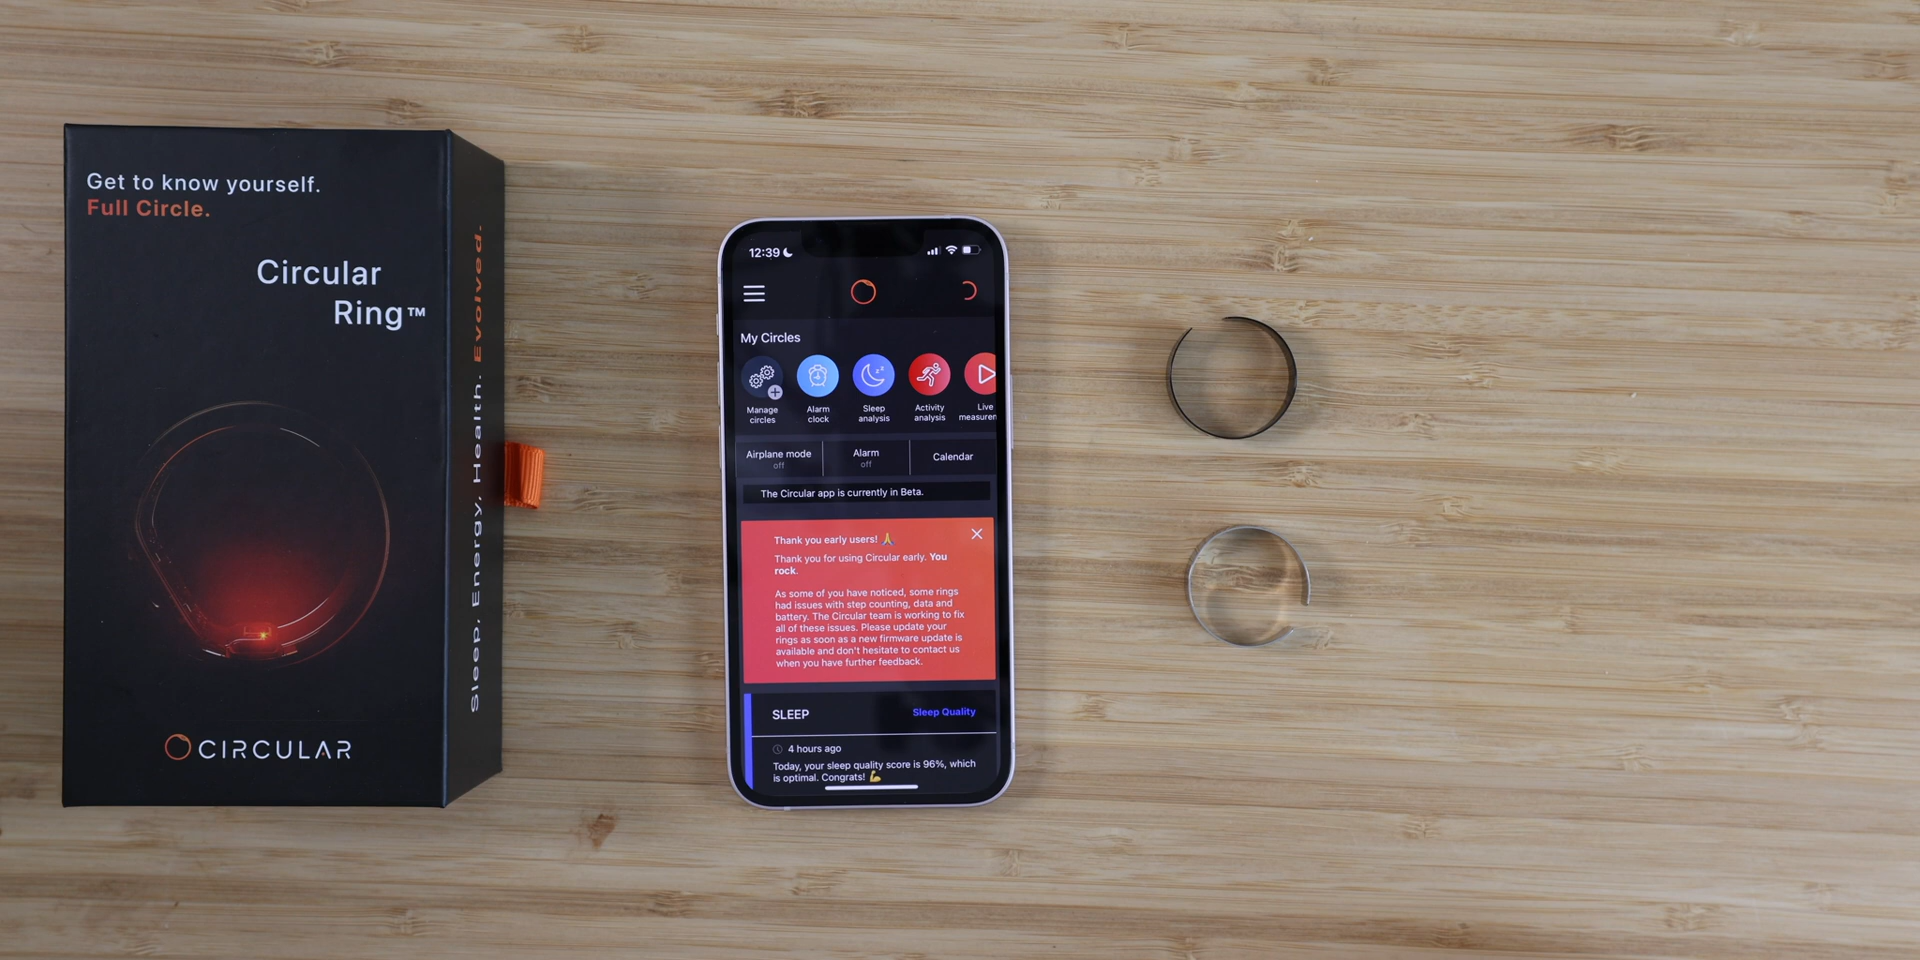 Get to know yourself.
Full Circle.
Circular
Ring™
CIRCULAR
Sleep, Energy, Health. Evolved.
12:39
My Circles
Manage
circles
Alarm
clock
Sleep
analysis
Activity
analysis
Live
measurem
Airplane mode
off
Alarm
off
Calendar
The Circular app is currently in Beta.
Thank you early users! 🙏
Thank you for using Circular early. You
rock.
As some of you have noticed, some rings
had issues with step counting, data and
battery. The Circular team is working to fix
all of these issues. Please update your
rings as soon as a new firmware update is
available and don't hesitate to contact us
when you have further feedback.
SLEEP
Sleep Quality
4 hours ago
Today, your sleep quality score is 96%, which
is optimal. Congrats! 💪